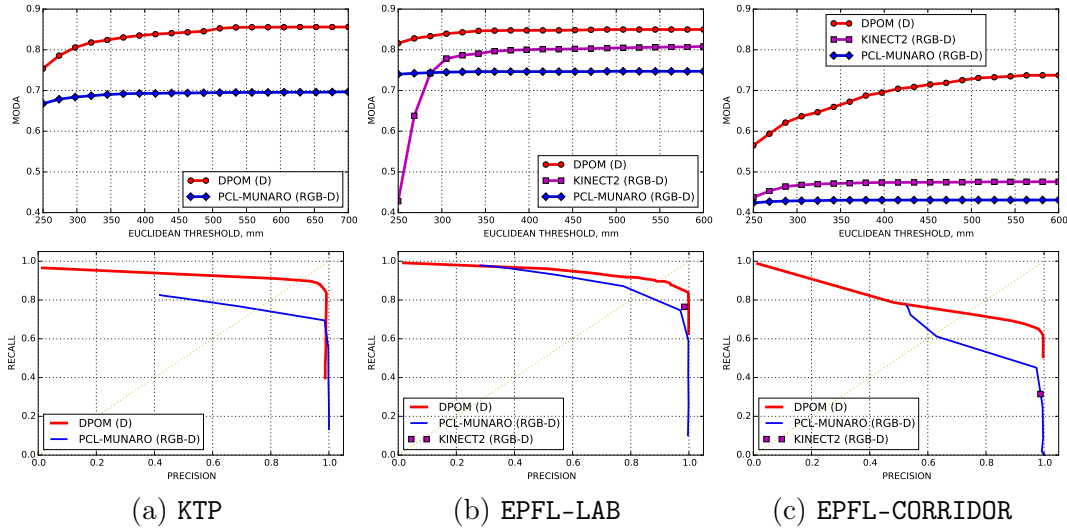 0.9
0.8
0.7
0.6
0.5
0.4
MODA
DPOM (D)
PCL-MUNARO (RGB-D)
250 300 350 400 450 500 550 600 650 700
EUCLIDEAN THRESHOLD, mm
0.9
0.8
0.7
0.6
0.5
0.4
MODA
DPOM (D)
KINECT2 (RGB-D)
PCL-MUNARO (RGB-D)
250 300 350 400 450 500 550 600
EUCLIDEAN THRESHOLD, mm
0.9
0.8
0.7
0.6
0.5
0.4
MODA
DPOM (D)
KINECT2 (RGB-D)
PCL-MUNARO (RGB-D)
250 300 350 400 450 500 550 600
EUCLIDEAN THRESHOLD, mm
1.0
0.8
0.6
0.4
0.2
0.0
RECALL
DPOM (D)
PCL-MUNARO (RGB-D)
0.0 0.2 0.4 0.6 0.8 1.0
PRECISION
1.0
0.8
0.6
0.4
0.2
0.0
RECALL
DPOM (D)
PCL-MUNARO (RGB-D)
KINECT2 (RGB-D)
0.0 0.2 0.4 0.6 0.8 1.0
PRECISION
1.0
0.8
0.6
0.4
0.2
0.0
RECALL
DPOM (D)
PCL-MUNARO (RGB-D)
KINECT2 (RGB-D)
0.0 0.2 0.4 0.6 0.8 1.0
PRECISION
(a) KTP
(b) EPFL-LAB
(c) EPFL-CORRIDOR